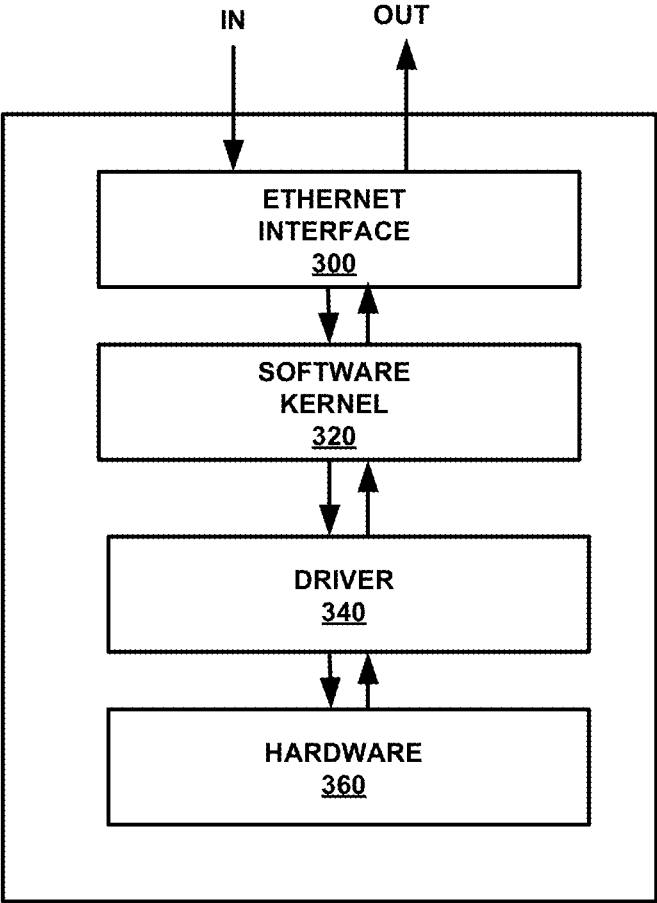 IN
OUT
ETHERNET
INTERFACE
300
SOFTWARE
KERNEL
320
DRIVER
340
HARDWARE
360